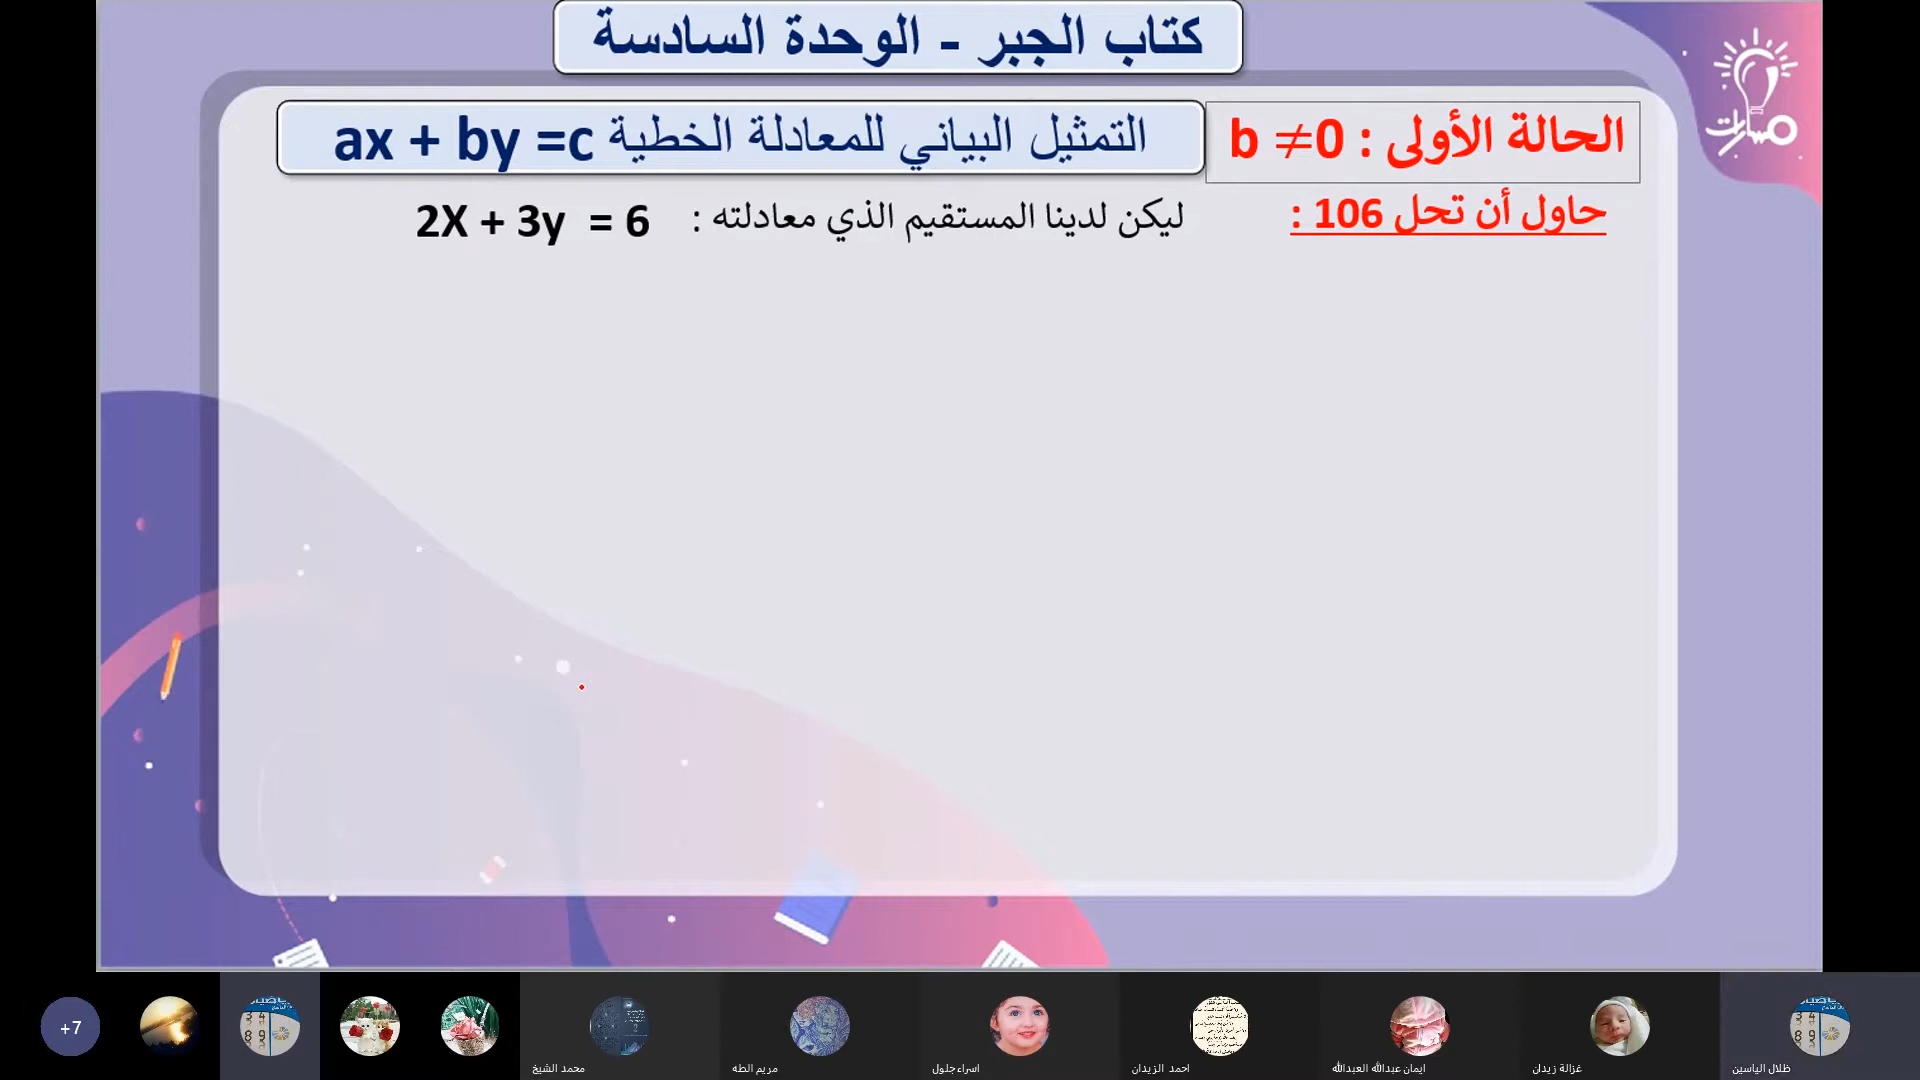 كتاب الجبر - الوحدة السادسة
الحالة الأولى : b ≠0
التمثيل البياني للمعادلة الخطية ax + by =c
حاول أن تحل 106 :
ليكن لدينا المستقيم الذي معادلته : 2X + 3y = 6
مسارات
+7
محمد الشيخ
مريم الطه
اسراء جلول
احمد الزيدان
ايمان عبدالله العبدالله
غزالة زيدان
ظلال الياسين